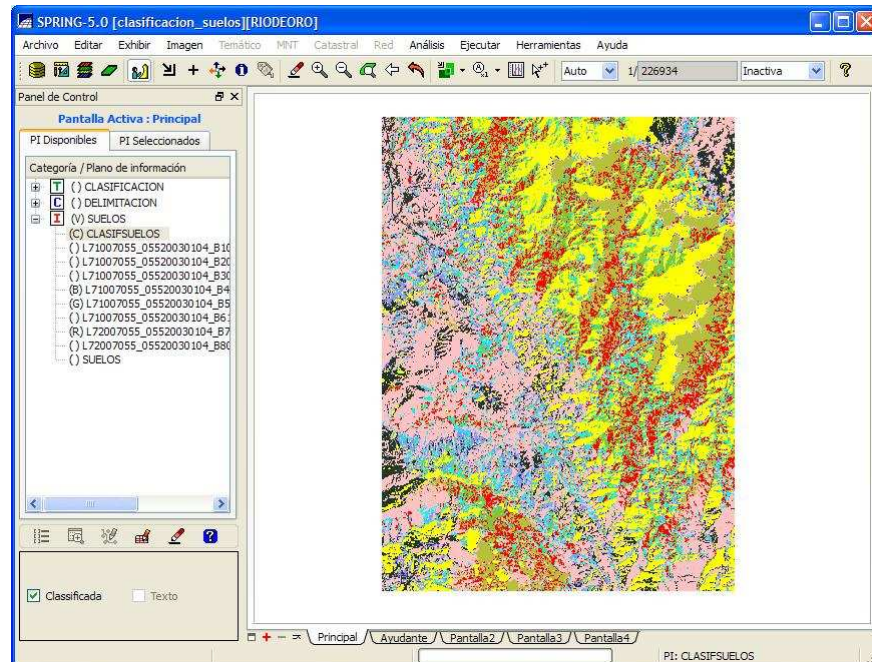 SPRING-5.0 [clasificacion_suelos][RIODEORO]
Archivo Editar Exhibir Imagen Temático MNT Catastral Red Análisis Ejecutar Herramientas Ayuda
Auto 1/ 226934 Inactiva
Panel de Control
Pantalla Activa : Principal
PI Disponibles PI Seleccionados
Categoría / Plano de información
T ( ) CLASIFICACION
C ( ) DELIMITACION
I (V) SUELOS
(C) CLASIFSUELOS
( ) L71007055_05520030104_B10
( ) L71007055_05520030104_B20
( ) L71007055_05520030104_B30
(B) L71007055_05520030104_B4
(G) L71007055_05520030104_B5
( ) L71007055_05520030104_B61
(R) L72007055_05520030104_B7
( ) L72007055_05520030104_B80
( ) SUELOS
Classificada Texto
Principal Ayudante Pantalla2 Pantalla3 Pantalla4
PI: CLASIFSUELOS